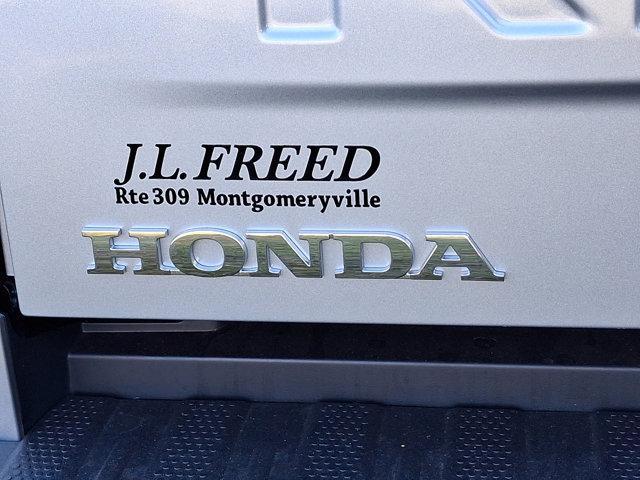 J.L. FREED
Rte 309 Montgomeryville
HONDA